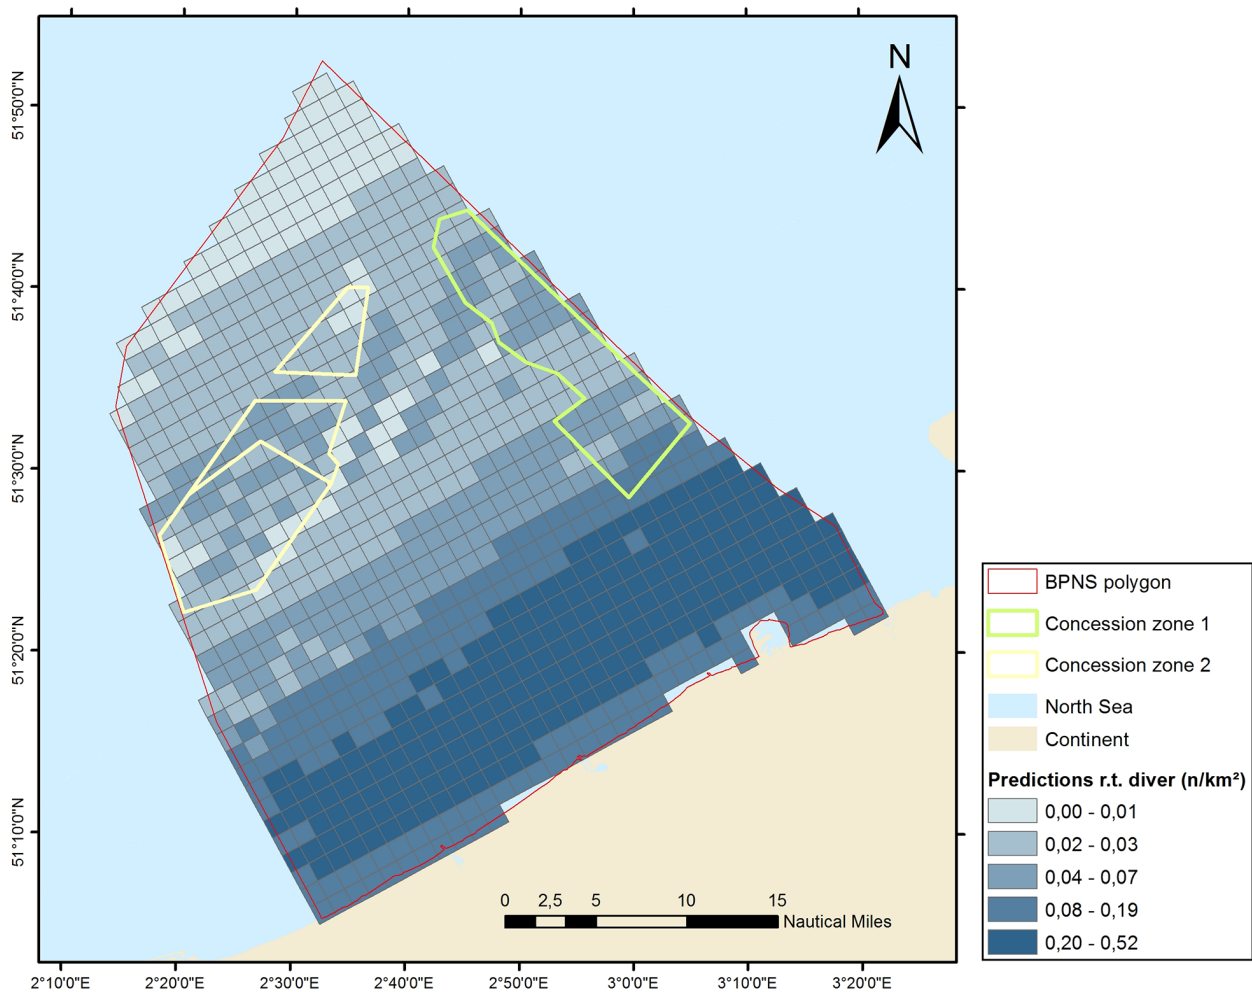 N
51°50'0"N
51°40'0"N
51°30'0"N
51°20'0"N
51°10'0"N
BPNS polygon
Concession zone 1
Concession zone 2
North Sea
Continent
Predictions r.t. diver (n/km²)
0,00 - 0,01
0,02 - 0,03
0,04 - 0,07
0,08 - 0,19
0,20 - 0,52
0 2,5 5 10 15
Nautical Miles
2°10'0"E 2°20'0"E 2°30'0"E 2°40'0"E 2°50'0"E 3°0'0"E 3°10'0"E 3°20'0"E